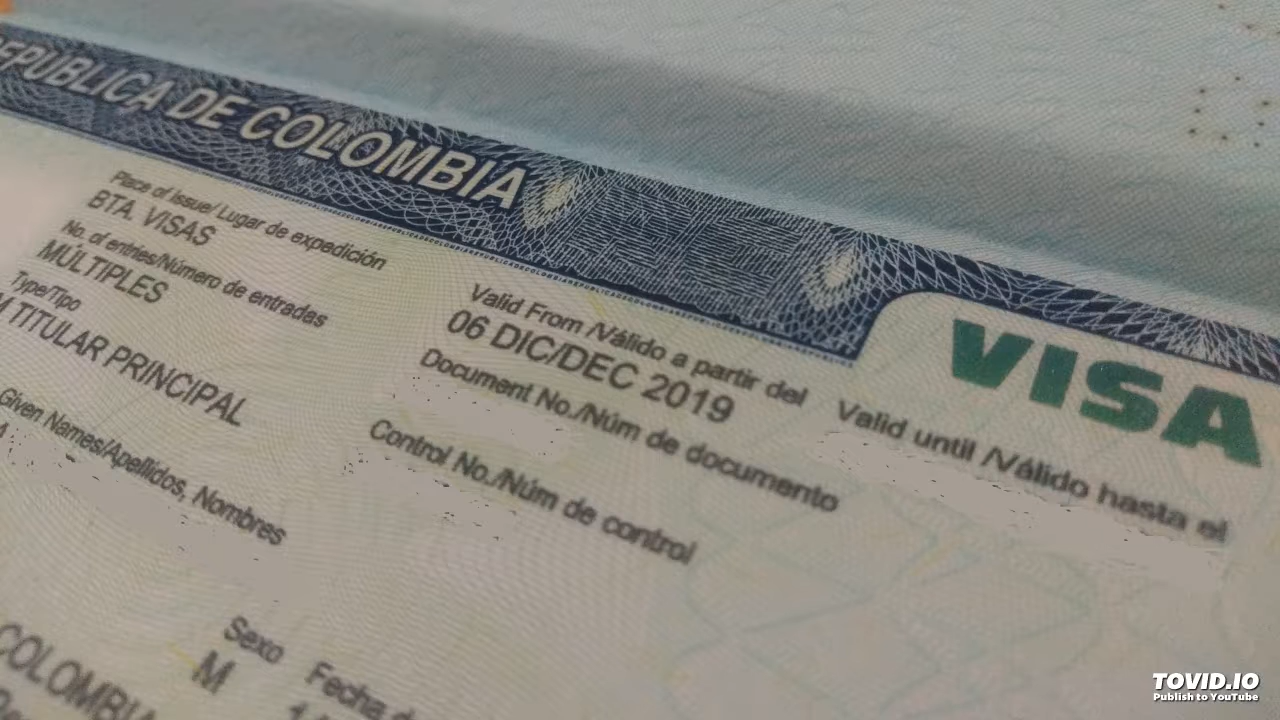 REPÚBLICA DE COLOMBIA
VISA
Place of issue/ Lugar de expedición
BTA. VISAS
No. of entries/Número de entradas
MÚLTIPLES
Type/Tipo
M TITULAR PRINCIPAL
Given Names/Apellidos, Nombres
Valid From /Válido a partir del
06 DIC/DEC 2019
Document No./Núm de documento
Control No./Núm de control
Valid until /Válido hasta el
Sexo
M
Fecha d
COLOMBIA
TOVID.IO
Publish to YouTube